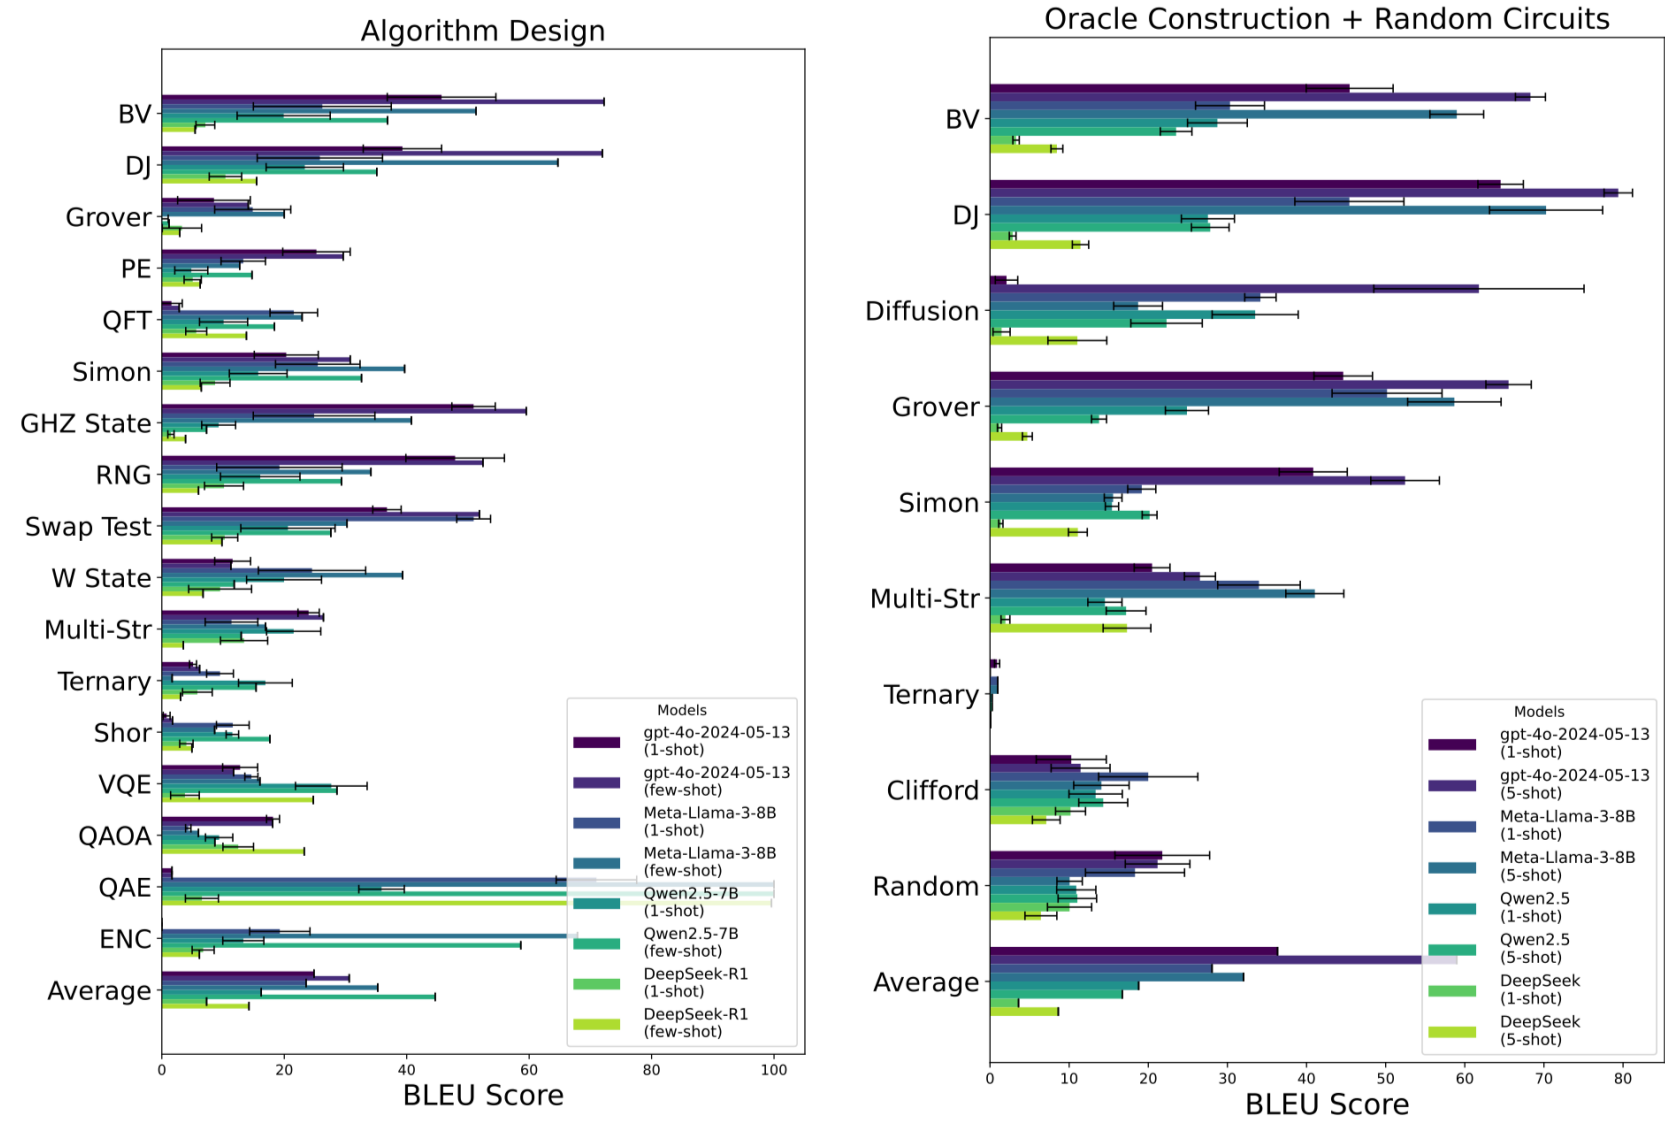 Algorithm Design
BV
DJ
Grover
PE
QFT
Simon
GHZ State
RNG
Swap Test
W State
Multi-Str
Ternary
Shor
VQE
QAOA
QAE
ENC
Average
0 20 40 60 80 100
BLEU Score
Models
gpt-4o-2024-05-13
(1-shot)
gpt-4o-2024-05-13
(few-shot)
Meta-Llama-3-8B
(1-shot)
Meta-Llama-3-8B
(few-shot)
Qwen2.5-7B
(1-shot)
Qwen2.5-7B
(few-shot)
DeepSeek-R1
(1-shot)
DeepSeek-R1
(few-shot)
Oracle Construction + Random Circuits
BV
DJ
Diffusion
Grover
Simon
Multi-Str
Ternary
Clifford
Random
Average
0 10 20 30 40 50 60 70 80
BLEU Score
Models
gpt-4o-2024-05-13
(1-shot)
gpt-4o-2024-05-13
(5-shot)
Meta-Llama-3-8B
(1-shot)
Meta-Llama-3-8B
(5-shot)
Qwen2.5
(1-shot)
Qwen2.5
(5-shot)
DeepSeek
(1-shot)
DeepSeek
(5-shot)